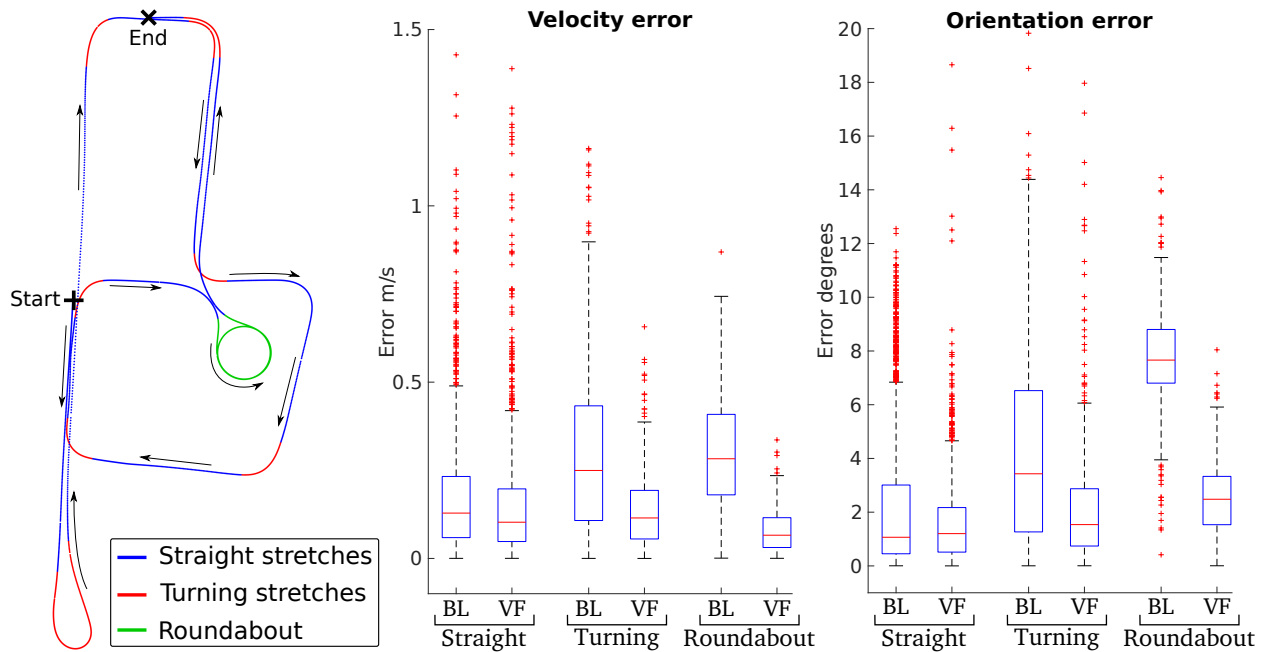 End
Start
Straight stretches
Turning stretches
Roundabout
Velocity error
1.5
1
0.5
0
Error m/s
BL VF BL VF BL VF
Straight Turning Roundabout
Orientation error
20
18
16
14
12
10
8
6
4
2
0
Error degrees
BL VF BL VF BL VF
Straight Turning Roundabout